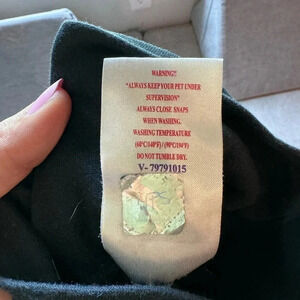 WARNING!!
"ALWAYS KEEP YOUR PET UNDER
SUPERVISION"
ALWAYS CLOSE SNAPS
WHEN WASHING.
WASHING TEMPERATURE
(60°C/140°F) / (90°C/194°F)
DO NOT TUMBLE DRY.
V- 79791015